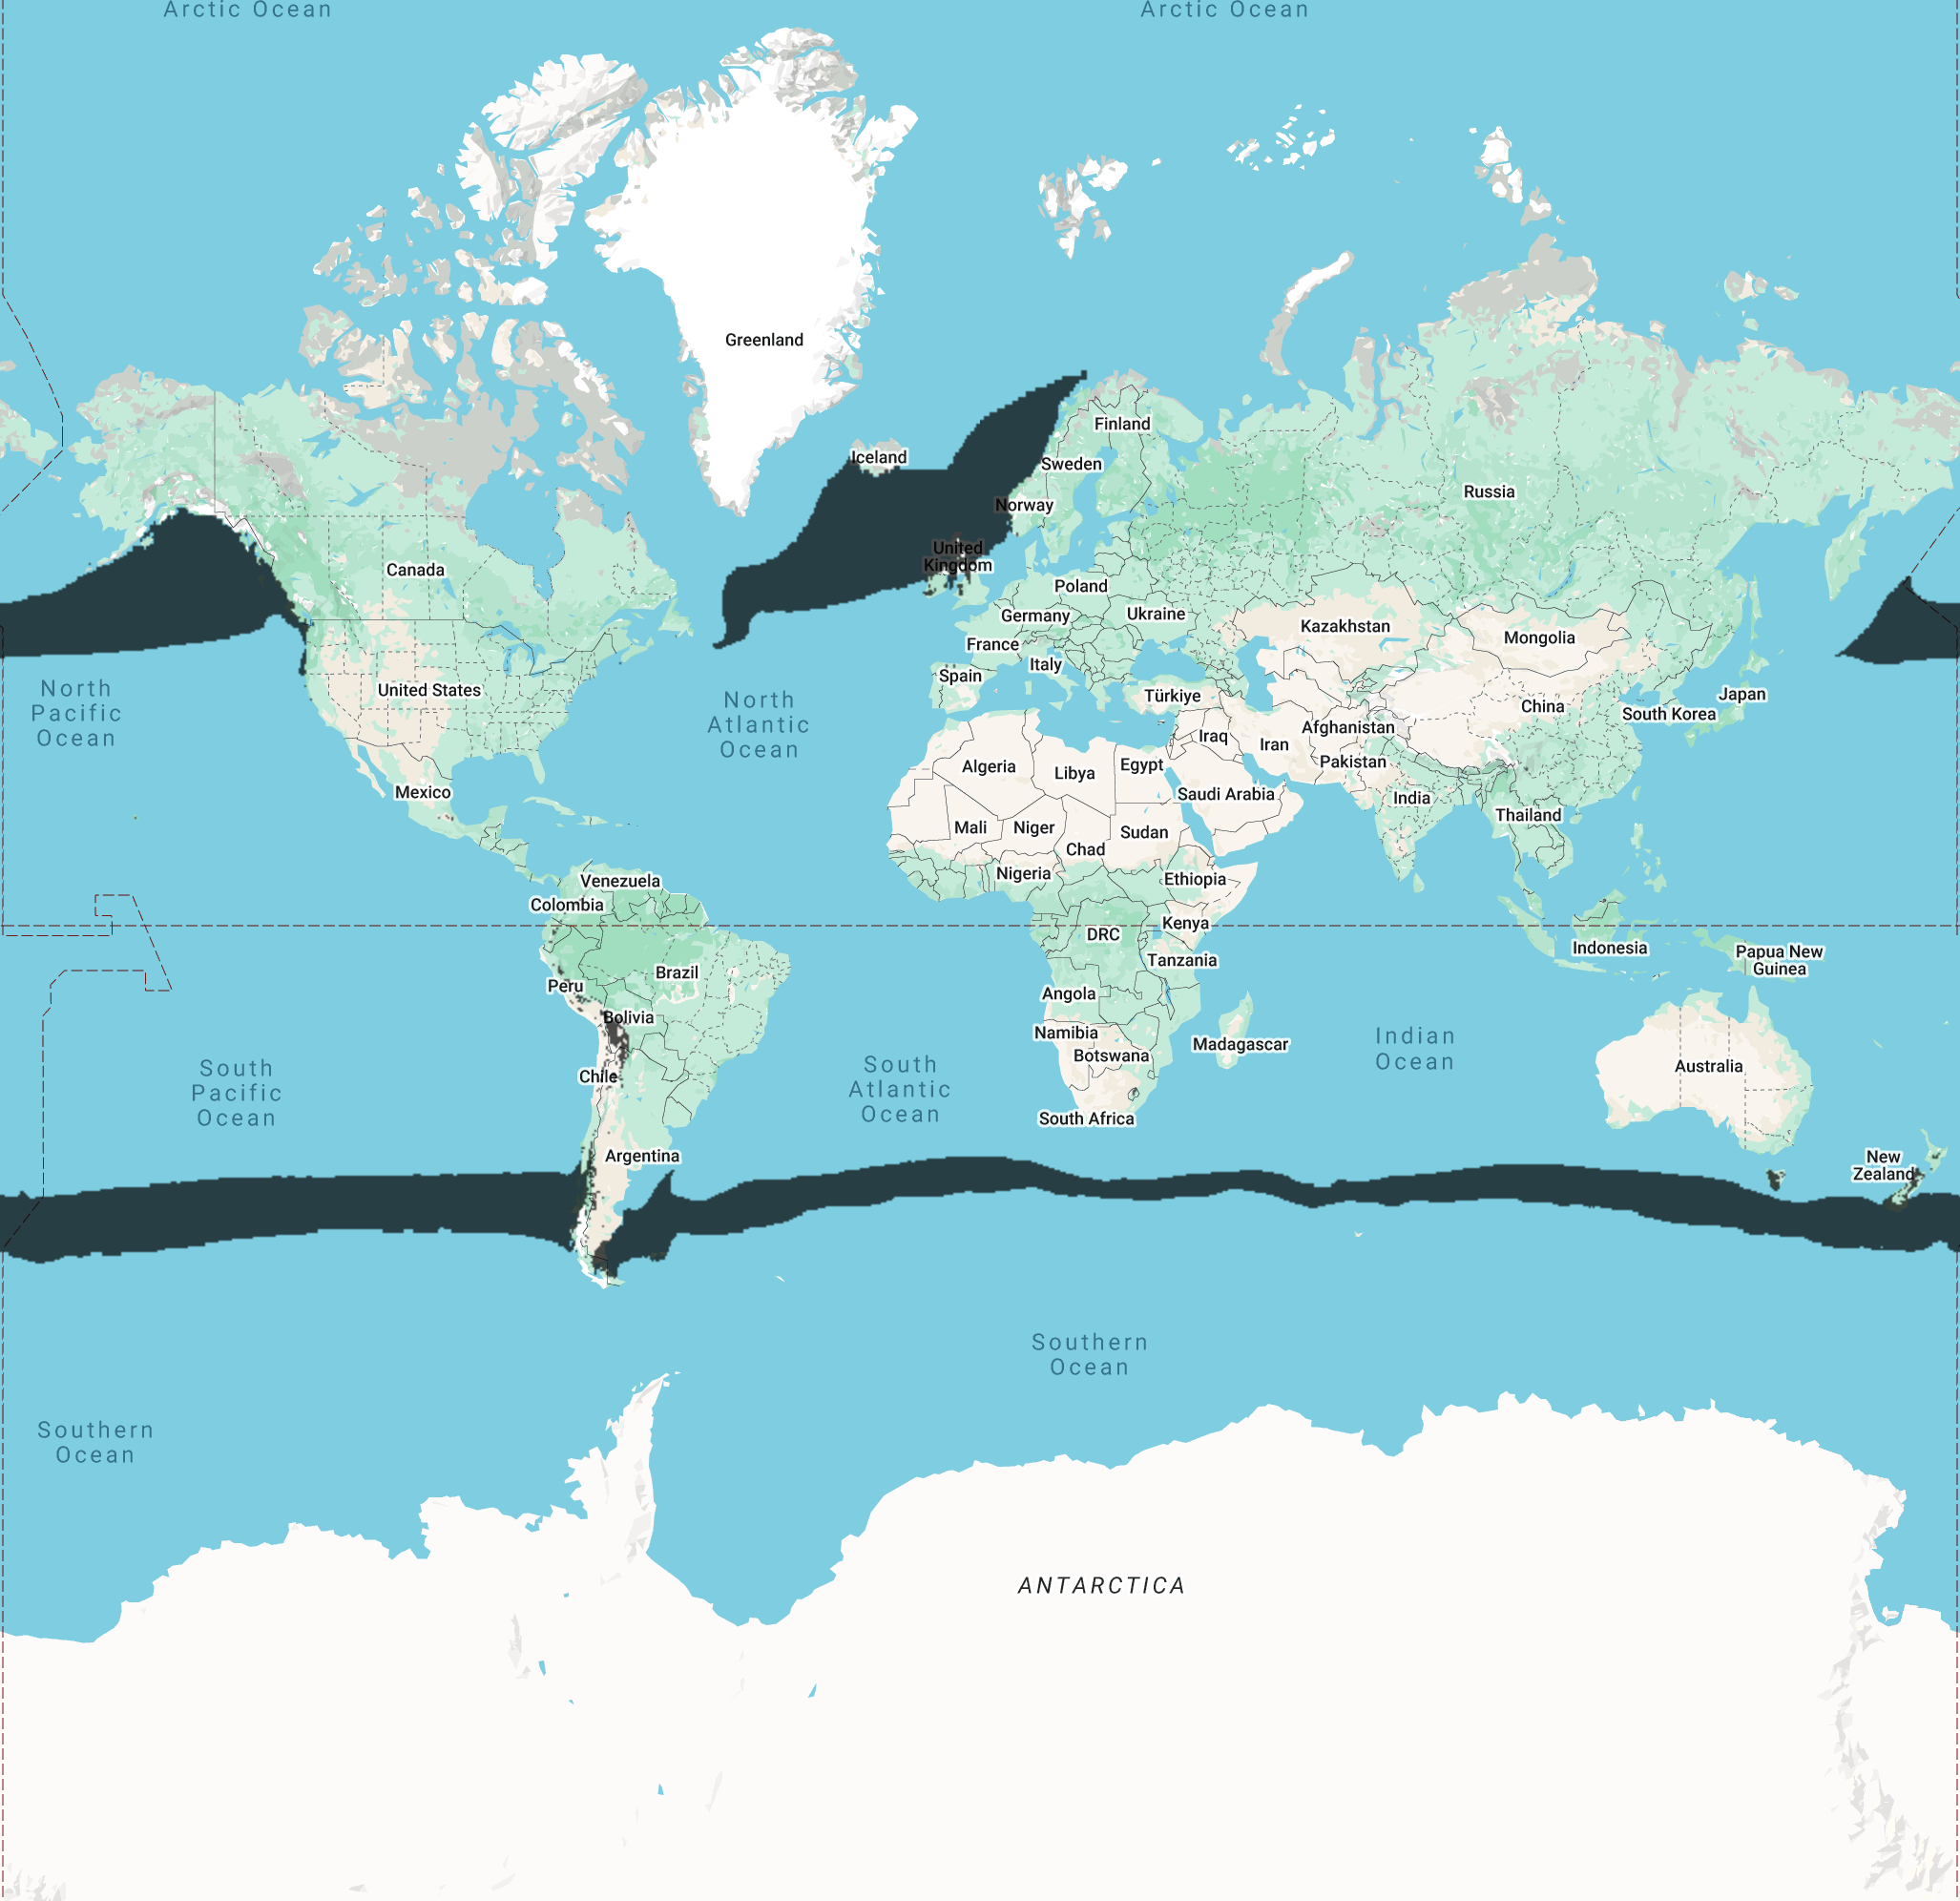 Arctic Ocean
Arctic Ocean
Greenland
Finland
Iceland
Sweden
Russia
Norway
United
Kingdom
Canada
Poland
Germany
Ukraine
Kazakhstan
Mongolia
France
Italy
Spain
United States
Türkiye
North
Pacific
Ocean
North
Atlantic
Ocean
Japan
China
South Korea
Afghanistan
Iraq
Iran
Algeria
Libya
Egypt
Pakistan
Mexico
Saudi Arabia
India
Thailand
Mali
Niger
Sudan
Chad
Nigeria
Ethiopia
Venezuela
Colombia
Kenya
DRC
Indonesia
Papua New
Guinea
Tanzania
Brazil
Peru
Angola
Bolivia
Namibia
Madagascar
Botswana
Indian
Ocean
Australia
Chile
South
Pacific
Ocean
South
Atlantic
Ocean
South Africa
Argentina
New
Zealand
Southern
Ocean
Southern
Ocean
ANTARCTICA